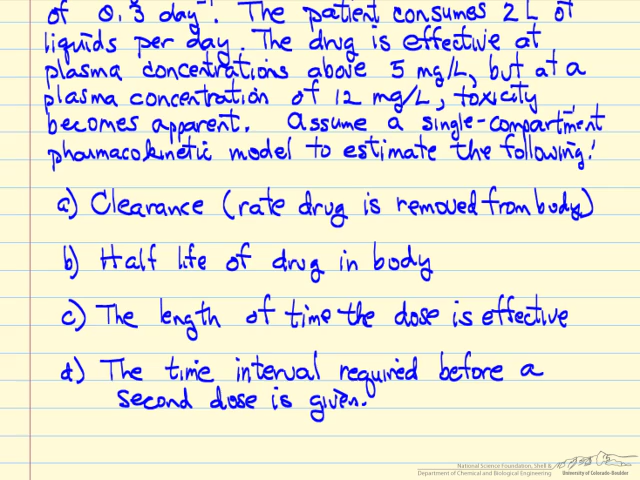 of 0.3 day⁻¹. The patient consumes 2 L of
liquids per day. The drug is effective at
plasma concentrations above 5 mg/L, but at a
plasma concentration of 12 mg/L, toxicity
becomes apparent. Assume a single-compartment
pharmacokinetic model to estimate the following:
a) Clearance (rate drug is removed from body)
b) Half life of drug in body
c) The length of time the dose is effective
d) The time interval required before a
second dose is given.
National Science Foundation, Shell &
Department of Chemical and Biological Engineering
University of Colorado-Boulder